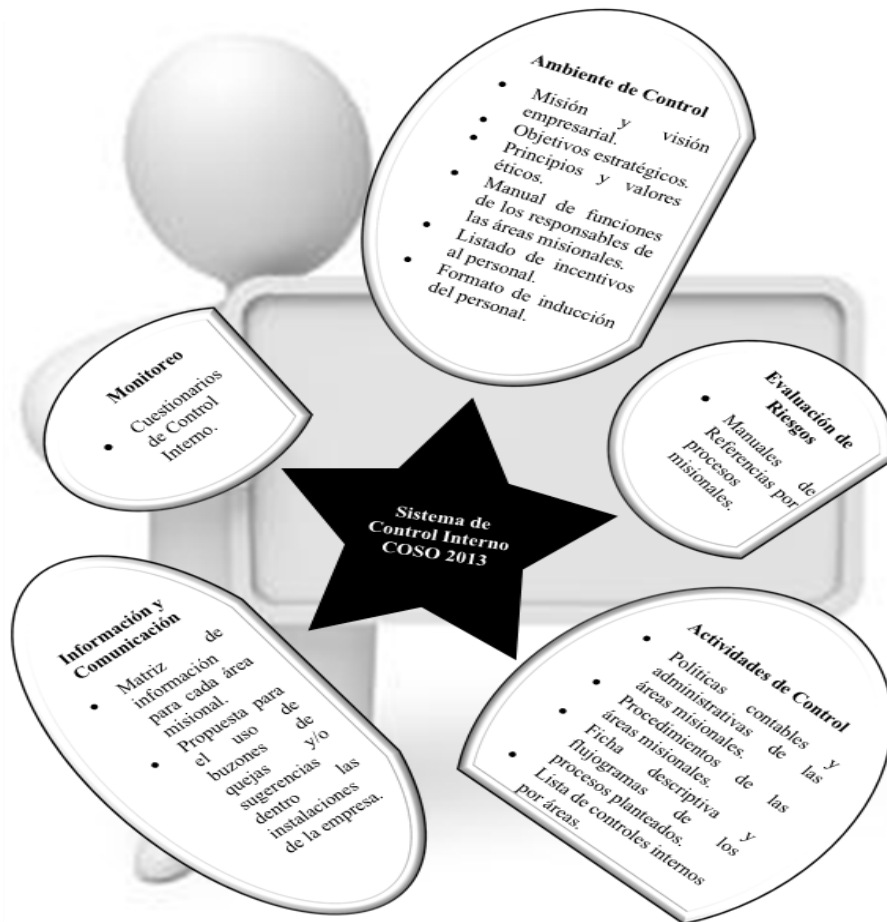 Ambiente de Control
• Misión y visión
empresarial.
• Objetivos estratégicos.
• Principios y valores
éticos.
• Manual de funciones
de los responsables de
las áreas misionales.
• Listado de incentivos
al personal.
• Formato de inducción
del personal.
Monitoreo
• Cuestionarios
de Control
Interno.
Evaluación de
Riesgos
• Manuales de
Referencias por
procesos
misionales.
Sistema de
Control Interno
COSO 2013
Información y
Comunicación
• Matriz de
información
para cada área
misional.
• Propuesta para
el uso de
buzones de
quejas y/o
sugerencias
dentro las
instalaciones
de la empresa.
Actividades de Control
• Políticas contables y
administrativas de las
áreas misionales.
• Procedimientos de las
áreas misionales.
• Ficha descriptiva y
flujogramas de los
procesos planteados.
• Lista de controles internos
por áreas.